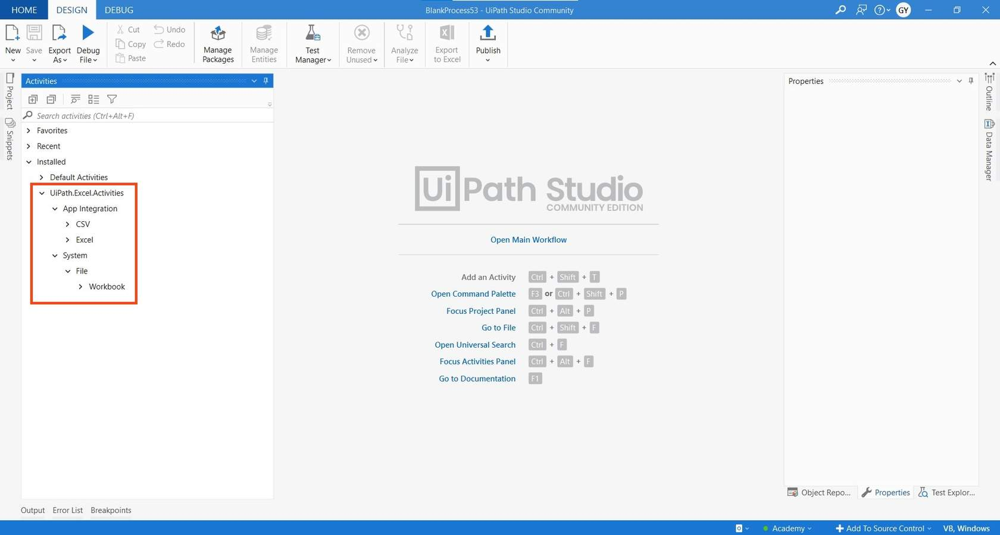 HOME DESIGN DEBUG BlankProcess53 - UiPath Studio Community GY
New Save Export As Debug File
Cut Undo
Copy Redo
Paste
Manage Packages
Manage Entities
Test Manager
Remove Unused
Analyze File
Export to Excel
Publish
Project
Snippets
Activities
Search activities (Ctrl+Alt+F)
Favorites
Recent
Installed
Default Activities
UiPath.Excel.Activities
App Integration
CSV
Excel
System
File
Workbook
UiPath Studio
COMMUNITY EDITION
Open Main Workflow
Add an Activity Ctrl + Shift + T
Open Command Palette F3 or Ctrl + Shift + P
Focus Project Panel Ctrl + Alt + P
Go to File Ctrl + Shift + F
Open Universal Search Ctrl + F
Focus Activities Panel Ctrl + Alt + F
Go to Documentation F1
Properties
Outline
Data Manager
Object Repo... Properties Test Explor...
Output Error List Breakpoints
Academy Add To Source Control VB, Windows